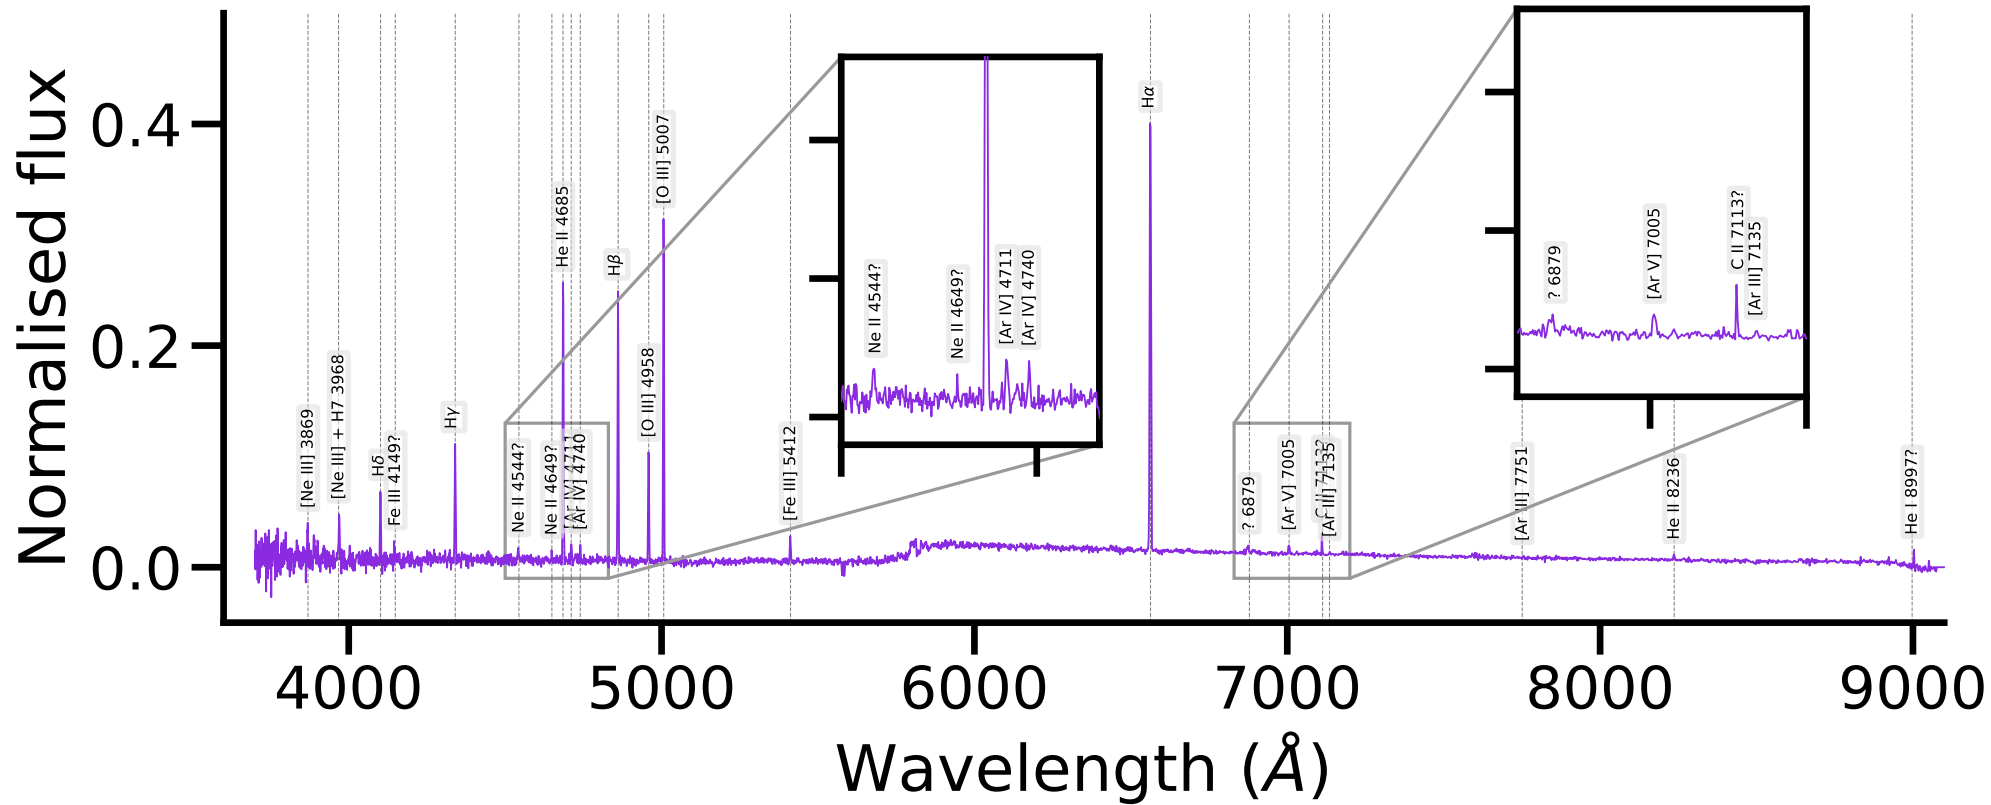 Normalised flux
0.4
0.2
0.0
[Ne III] 3869
[Ne III] + H7 3968
Hδ
Fe III 4149?
Hγ
Ne II 4544?
Ne II 4649?
He II 4685
[Ar IV] 4711
[Ar IV] 4740
Hβ
[O III] 4958
[O III] 5007
[Fe III] 5412
Ne II 4544?
Ne II 4649?
[Ar IV] 4711
[Ar IV] 4740
Hα
? 6879
[Ar V] 7005
C II 7113?
[Ar III] 7135
? 6879
[Ar V] 7005
C II 7113?
[Ar III] 7135
[Ar III] 7751
He II 8236
He I 8997?
4000
5000
6000
7000
8000
9000
Wavelength (Å)